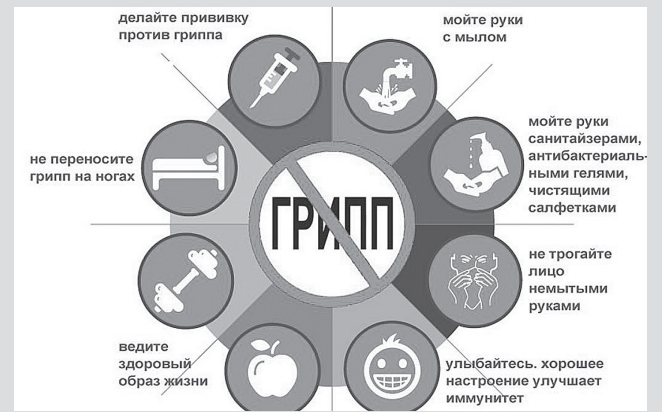 делайте прививку
против гриппа
мойте руки
с мылом
мойте руки
санитайзерами,
антибактериаль-
ными гелями,
чистящими
салфетками
не переносите
грипп на ногах
ГРИПП
не трогайте
лицо
немытыми
руками
ведите
здоровый
образ жизни
улыбайтесь. хорошее
настроение улучшает
иммунитет